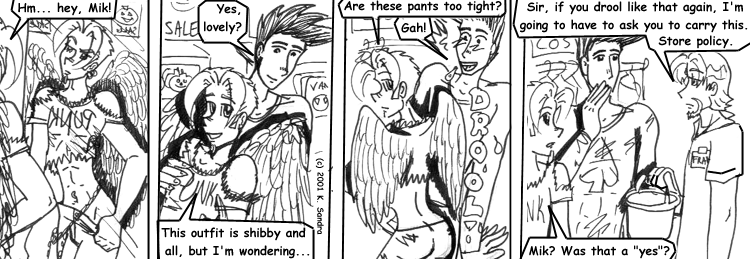 Hm... hey, Mik!
PUNK
SALE
Yes,
lovely?
This outfit is shibby and
all, but I'm wondering...
(c) 2001 K. Sandra
Are these pants too tight?
Gah!
DROOL
Sir, if you drool like that again, I'm
going to have to ask you to carry this.
Store policy.
Mik? Was that a "yes"?